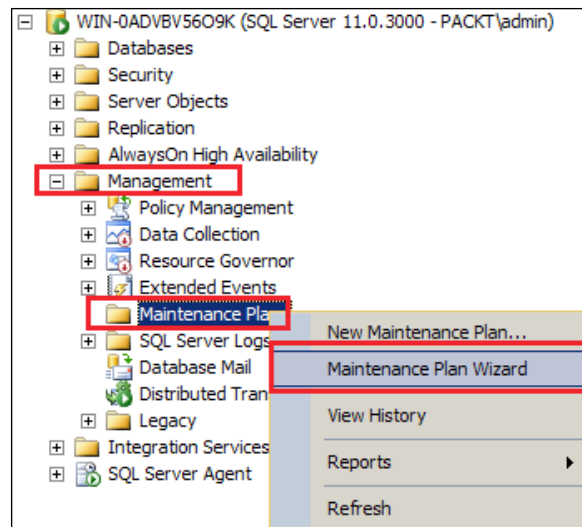 WIN-0ADVBV56O9K (SQL Server 11.0.3000 - PACKT\admin)
Databases
Security
Server Objects
Replication
AlwaysOn High Availability
Management
Policy Management
Data Collection
Resource Governor
Extended Events
Maintenance Pla
SQL Server Logs
Database Mail
Distributed Tran
Legacy
Integration Services
SQL Server Agent
New Maintenance Plan...
Maintenance Plan Wizard
View History
Reports
Refresh